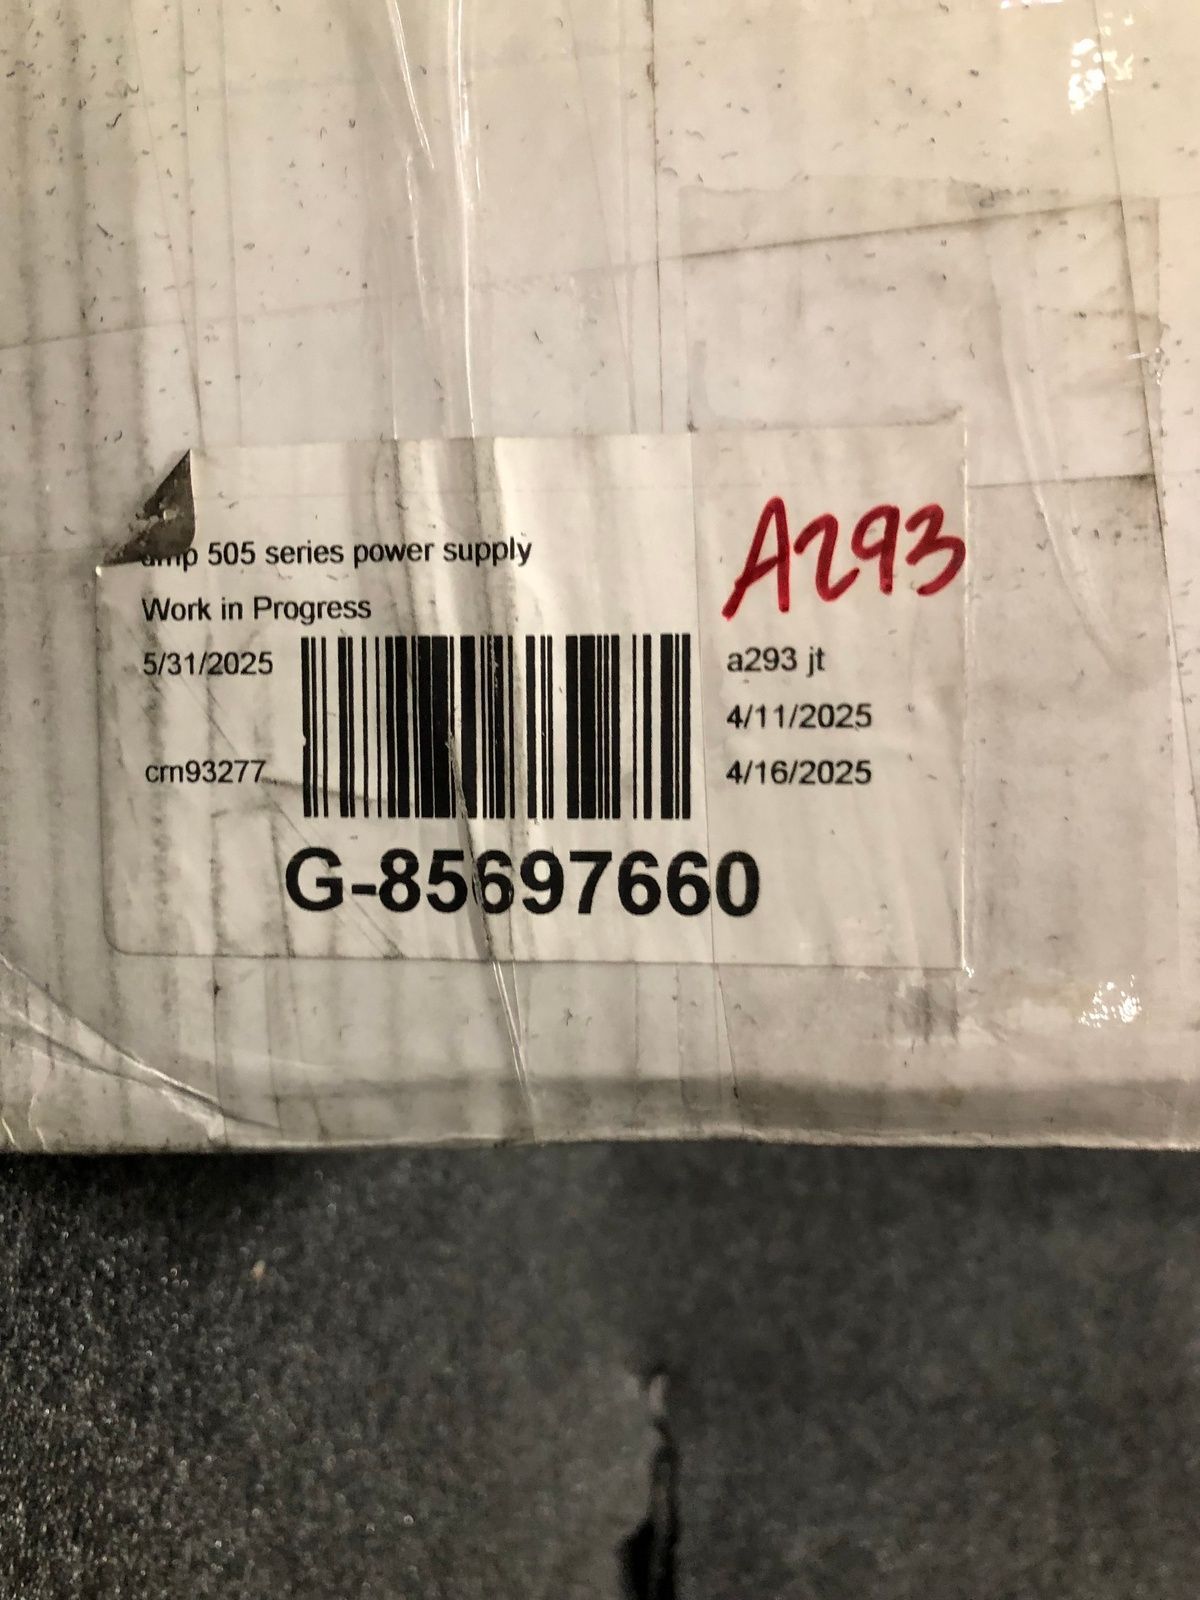 505 series power supply
Work in Progress
5/31/2025
crn93277
G-85697660
A293
a293 jt
4/11/2025
4/16/2025